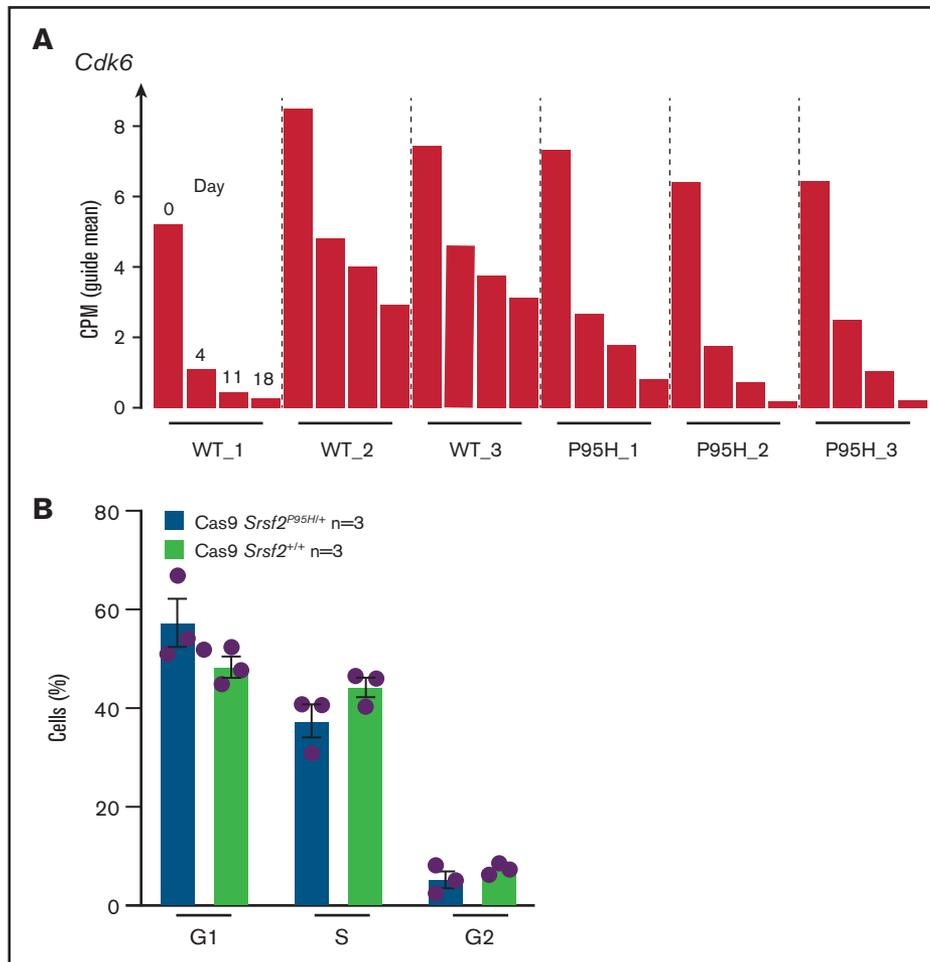 A
Cdk6
CPM (guide mean)
8
6
4
2
0
Day
0
4
11
18
WT_1 WT_2 WT_3 P95H_1 P95H_2 P95H_3
B
Cells (%)
80
60
40
20
0
Cas9 Srsf2P95H/+ n=3
Cas9 Srsf2+/+ n=3
G1 S G2